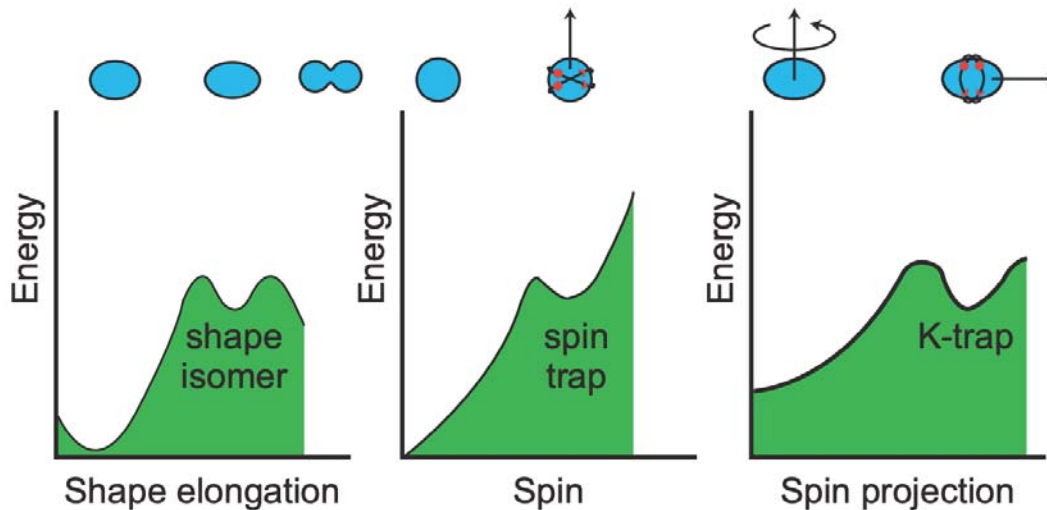 Energy
shape
isomer
Shape elongation
Energy
spin
trap
Spin
Energy
K-trap
Spin projection